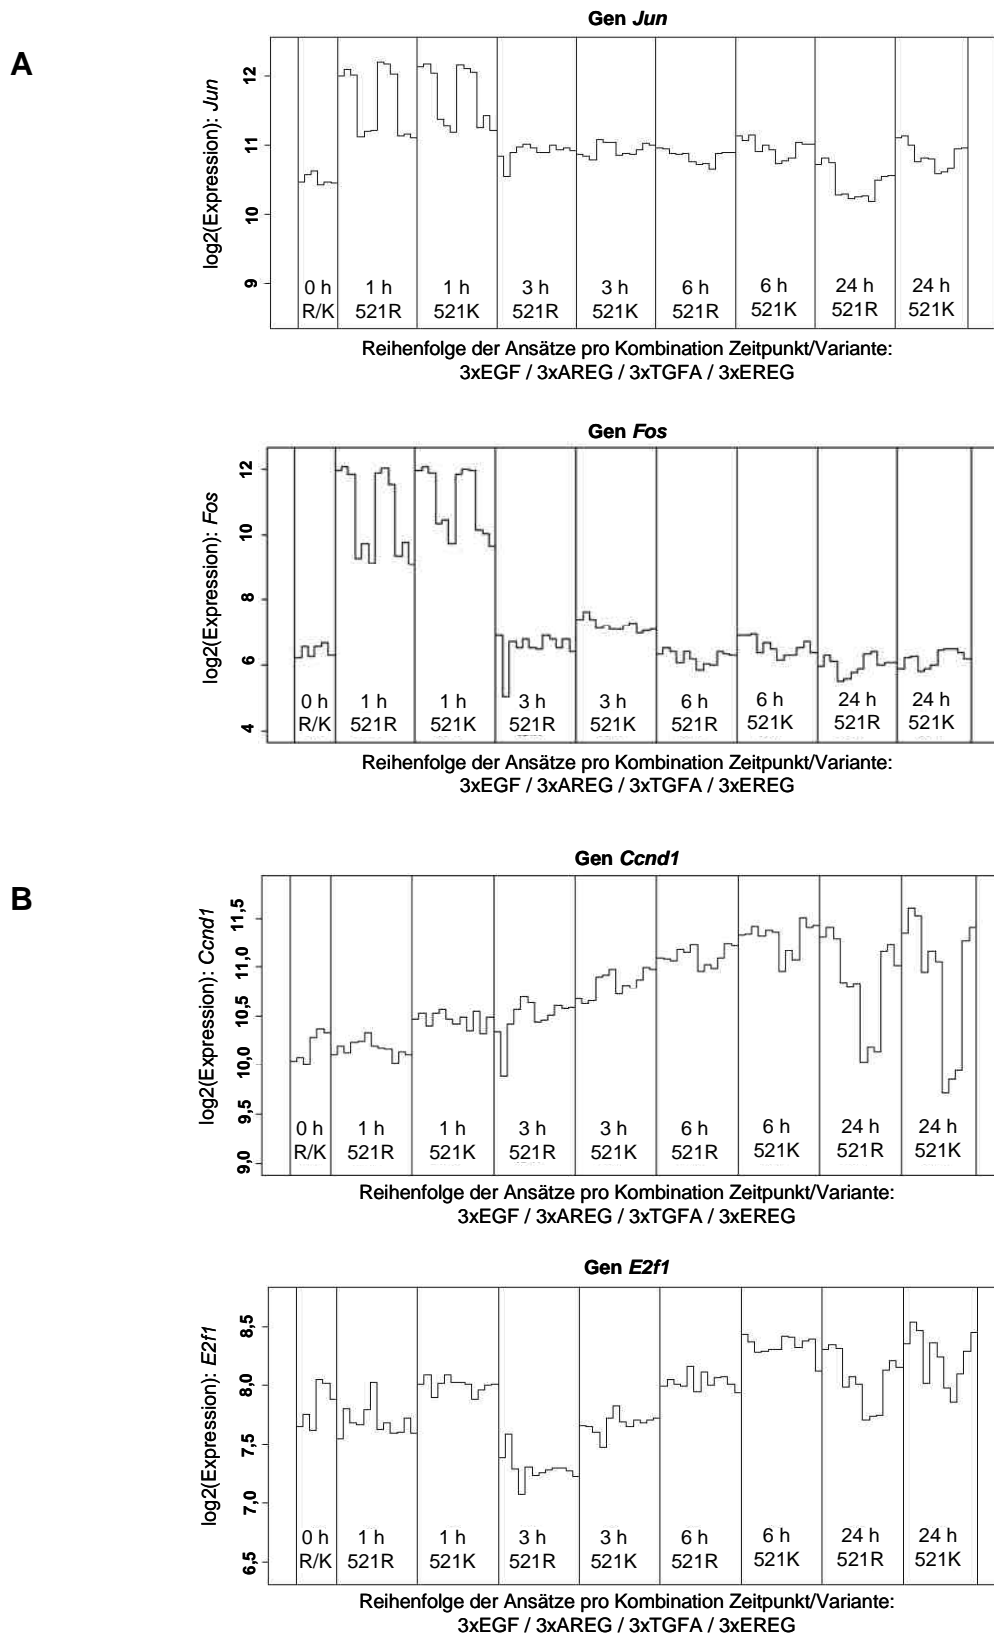 A
Gen Jun
log2(Expression): Jun
12
11
10
9
0 h 1 h 1 h 3 h 3 h 6 h 6 h 24 h 24 h
R/K 521R 521K 521R 521K 521R 521K 521R 521K
Reihenfolge der Ansätze pro Kombination Zeitpunkt/Variante:
3xEGF / 3xAREG / 3xTGFA / 3xEREG
Gen Fos
log2(Expression): Fos
12
10
8
6
4
0 h 1 h 1 h 3 h 3 h 6 h 6 h 24 h 24 h
R/K 521R 521K 521R 521K 521R 521K 521R 521K
Reihenfolge der Ansätze pro Kombination Zeitpunkt/Variante:
3xEGF / 3xAREG / 3xTGFA / 3xEREG
B
Gen Ccnd1
log2(Expression): Ccnd1
11,5
11,0
10,5
10,0
9,5
9,0
0 h 1 h 1 h 3 h 3 h 6 h 6 h 24 h 24 h
R/K 521R 521K 521R 521K 521R 521K 521R 521K
Reihenfolge der Ansätze pro Kombination Zeitpunkt/Variante:
3xEGF / 3xAREG / 3xTGFA / 3xEREG
Gen E2f1
log2(Expression): E2f1
8,5
8,0
7,5
7,0
6,5
0 h 1 h 1 h 3 h 3 h 6 h 6 h 24 h 24 h
R/K 521R 521K 521R 521K 521R 521K 521R 521K
Reihenfolge der Ansätze pro Kombination Zeitpunkt/Variante:
3xEGF / 3xAREG / 3xTGFA / 3xEREG